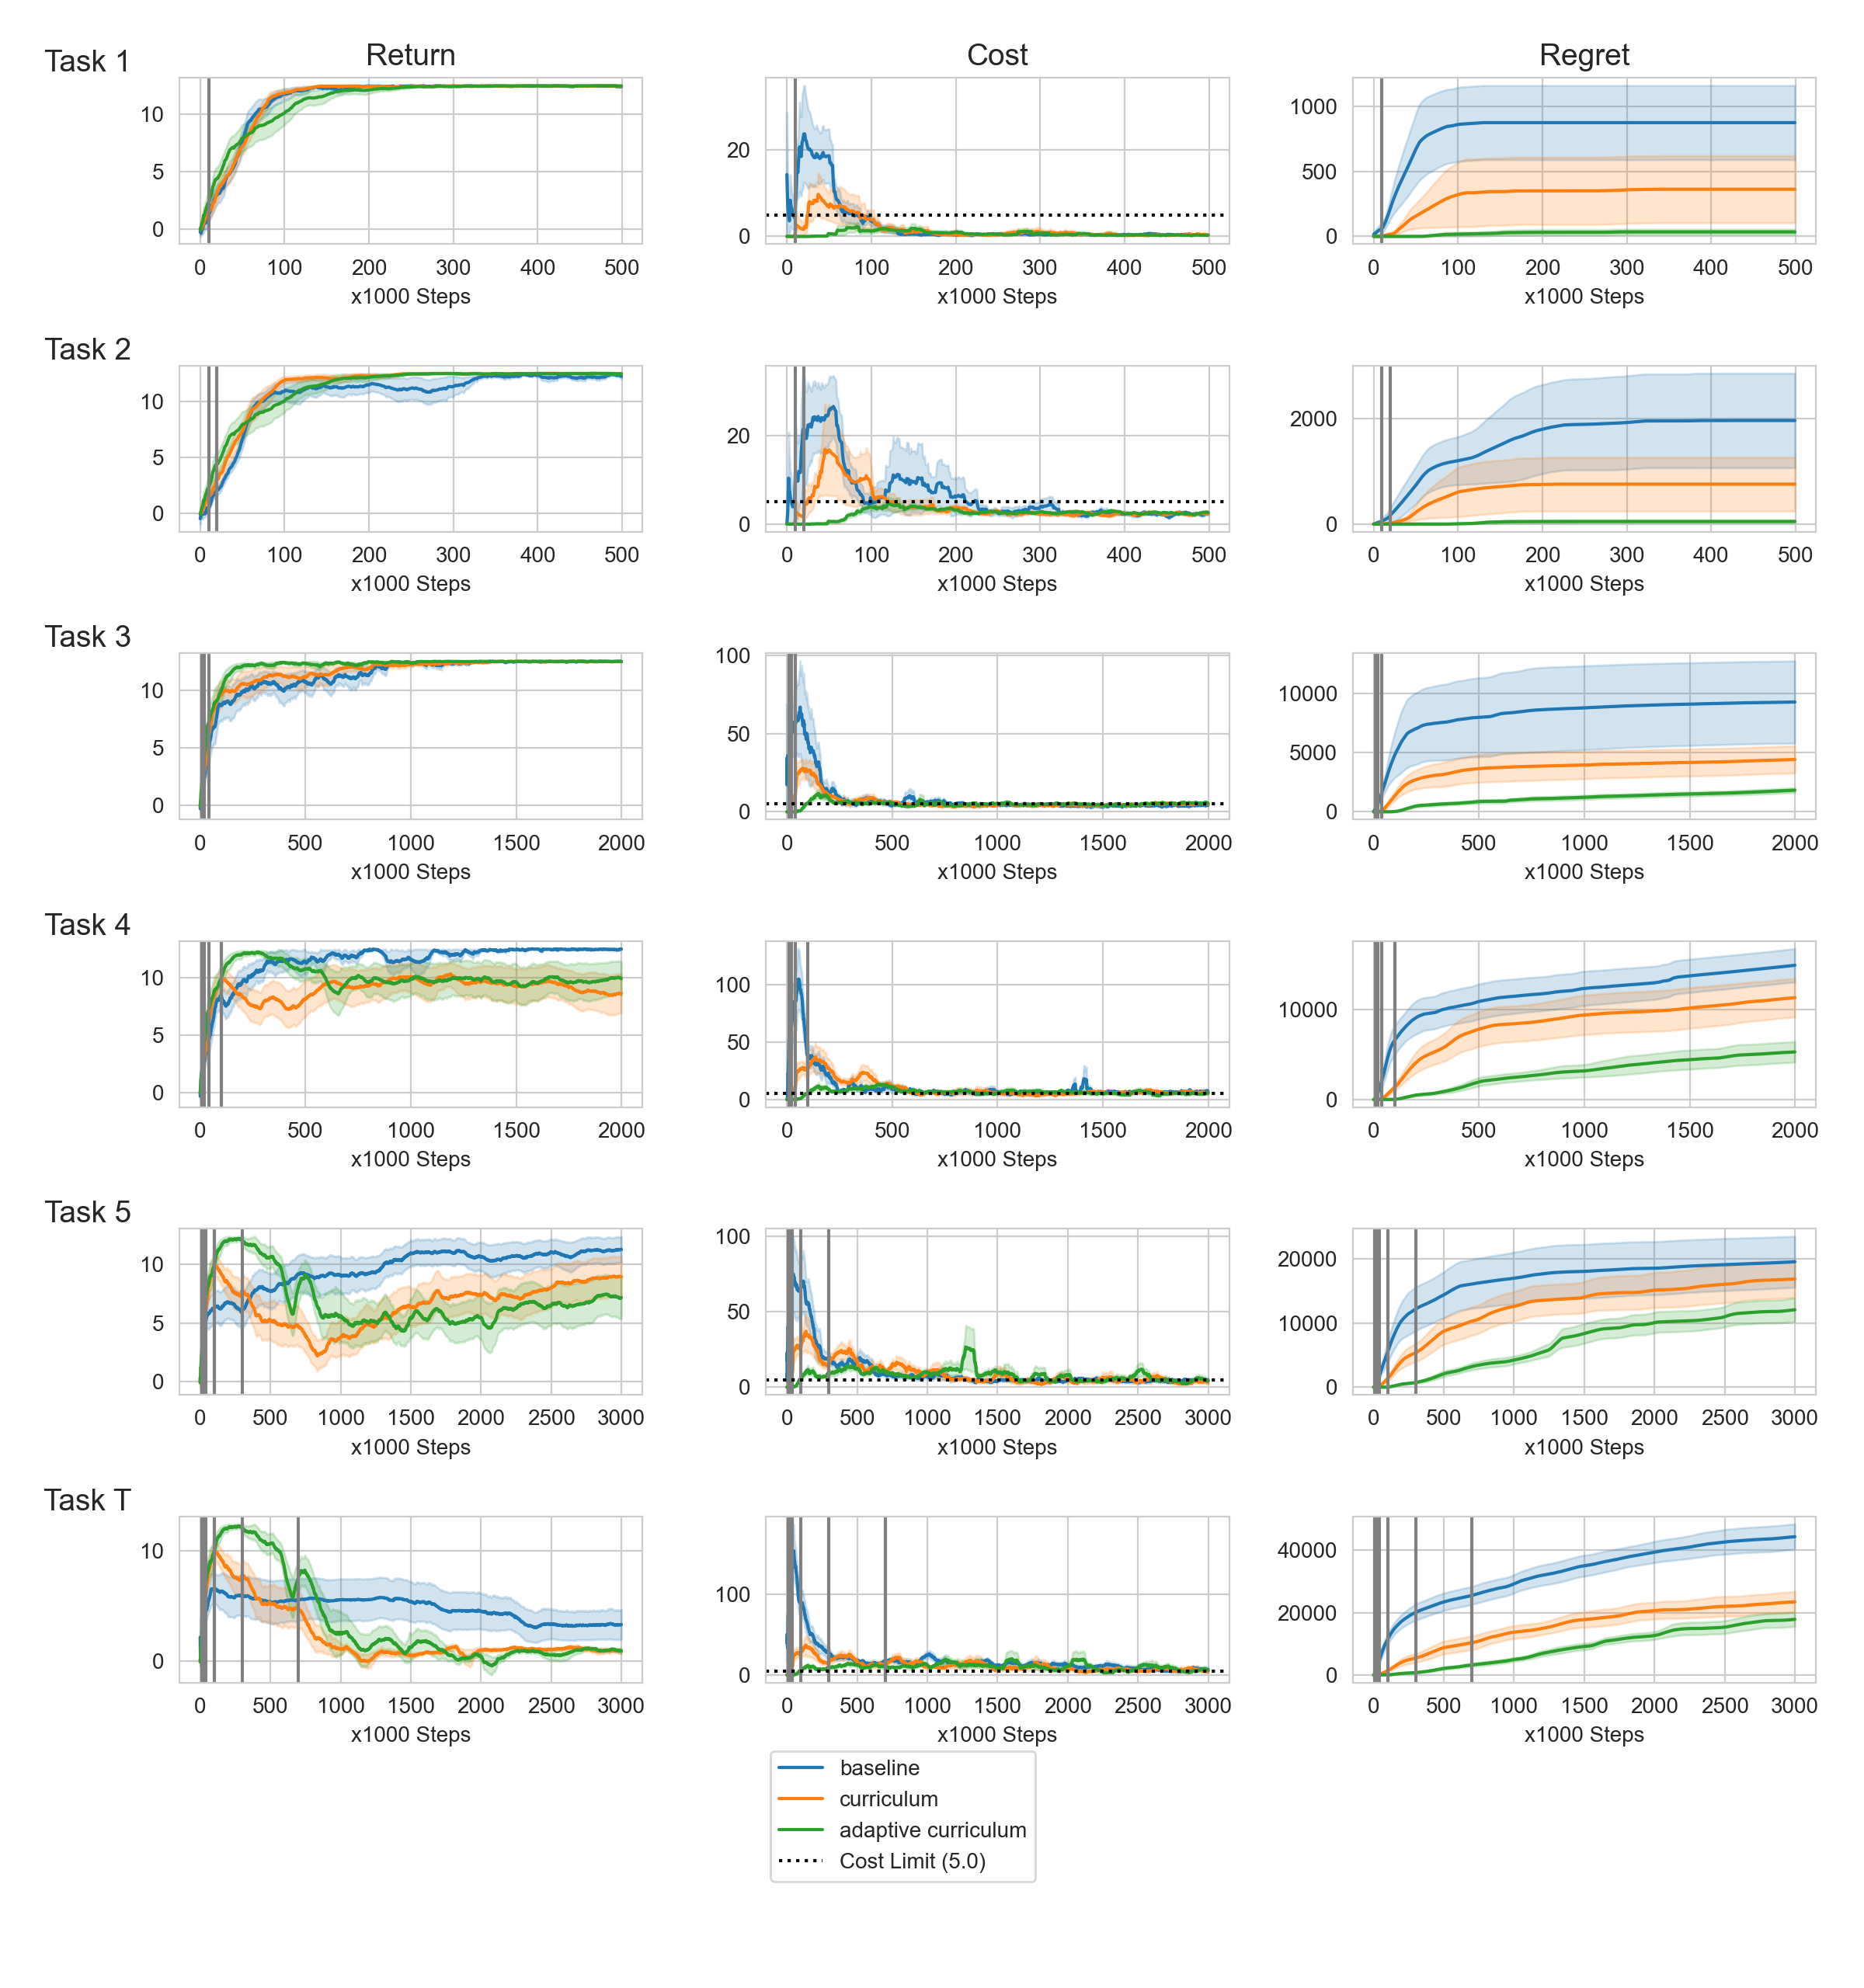 Task 1
Return
Cost
Regret
10
5
0
20
0
1000
500
0
0 100 200 300 400 500
0 100 200 300 400 500
0 100 200 300 400 500
x1000 Steps
x1000 Steps
x1000 Steps
Task 2
10
5
0
20
0
2000
0
0 100 200 300 400 500
0 100 200 300 400 500
0 100 200 300 400 500
x1000 Steps
x1000 Steps
x1000 Steps
Task 3
10
5
0
100
50
0
10000
5000
0
0 500 1000 1500 2000
0 500 1000 1500 2000
0 500 1000 1500 2000
x1000 Steps
x1000 Steps
x1000 Steps
Task 4
10
5
0
100
50
0
10000
0
0 500 1000 1500 2000
0 500 1000 1500 2000
0 500 1000 1500 2000
x1000 Steps
x1000 Steps
x1000 Steps
Task 5
10
5
0
100
50
0
20000
10000
0
0 500 1000 1500 2000 2500 3000
0 500 1000 1500 2000 2500 3000
0 500 1000 1500 2000 2500 3000
x1000 Steps
x1000 Steps
x1000 Steps
Task T
10
0
100
0
40000
20000
0
0 500 1000 1500 2000 2500 3000
0 500 1000 1500 2000 2500 3000
0 500 1000 1500 2000 2500 3000
x1000 Steps
x1000 Steps
x1000 Steps
baseline
curriculum
adaptive curriculum
Cost Limit (5.0)